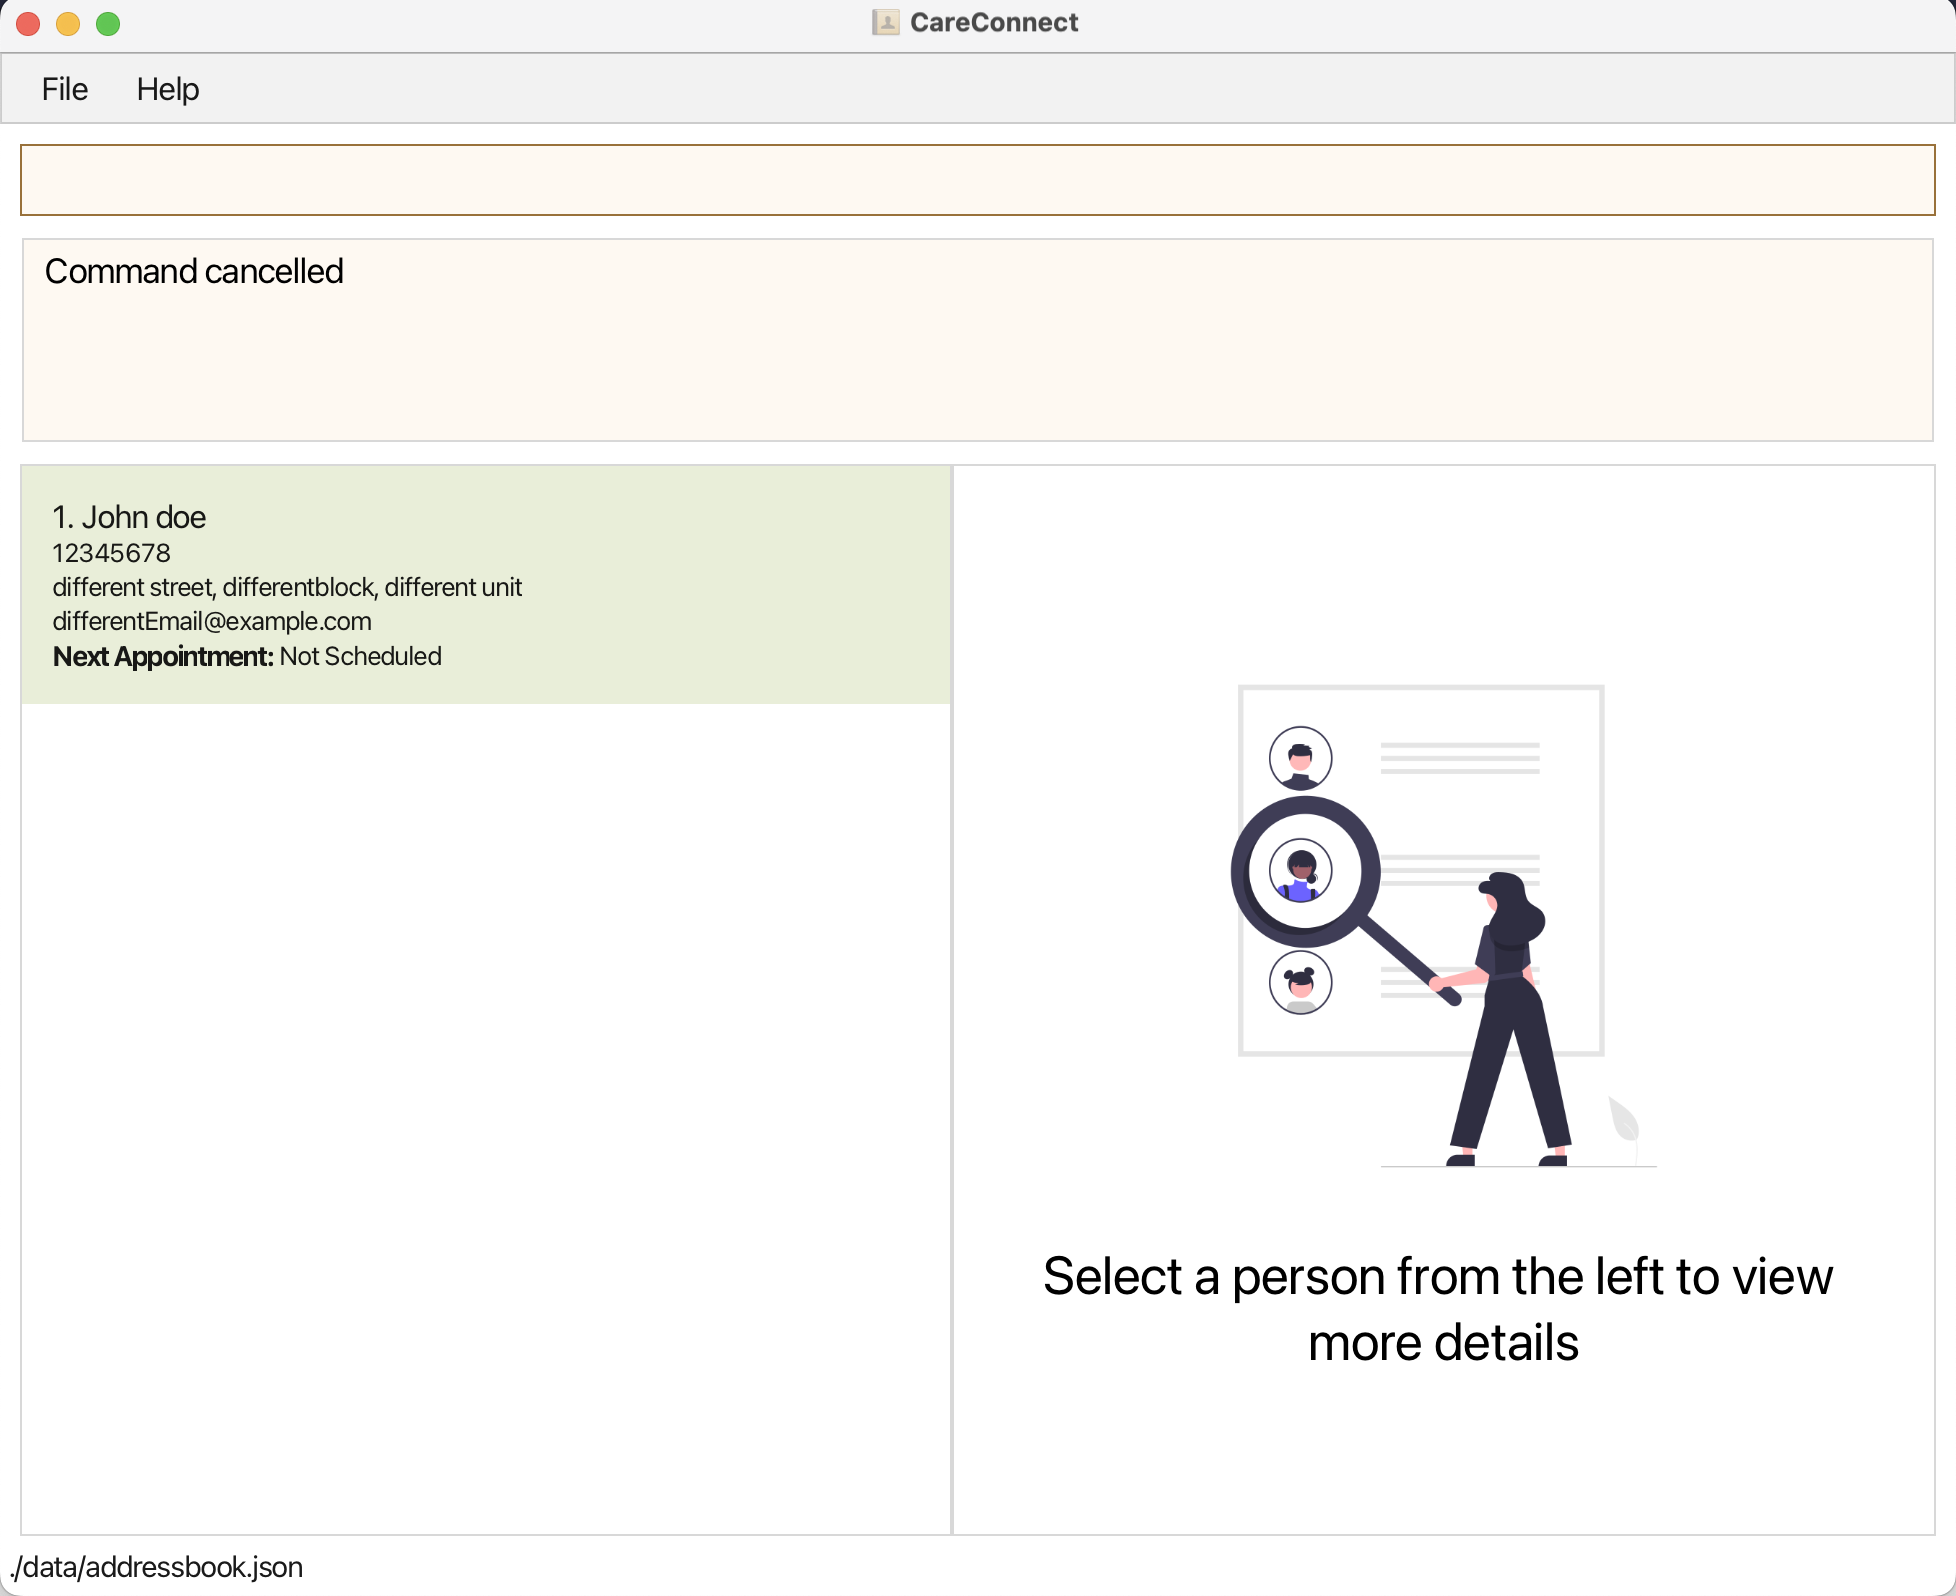 CareConnect
File Help
Command cancelled
1. John doe
12345678
different street, differentblock, different unit
differentEmail@example.com
Next Appointment: Not Scheduled
Select a person from the left to view
more details
./data/addressbook.json